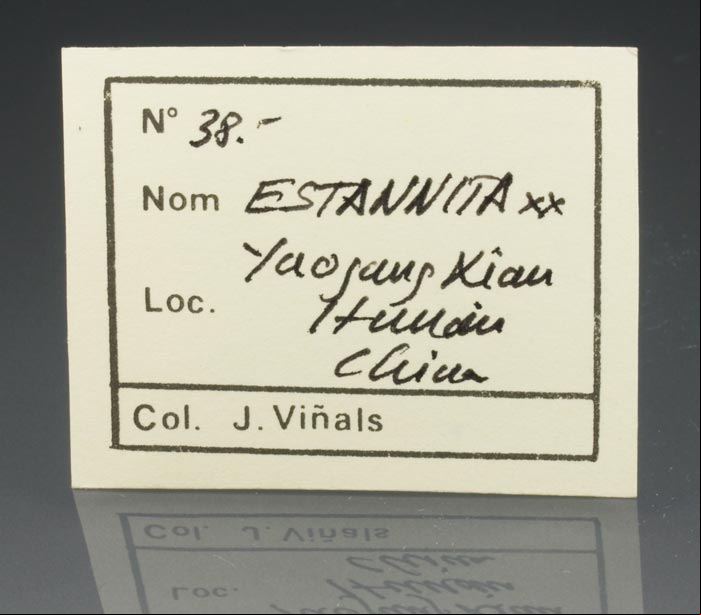 Nº 38.-
Nom ESTANNITA xx
Yaogang Xian
Loc. Hunan
China
Col. J. Viñals